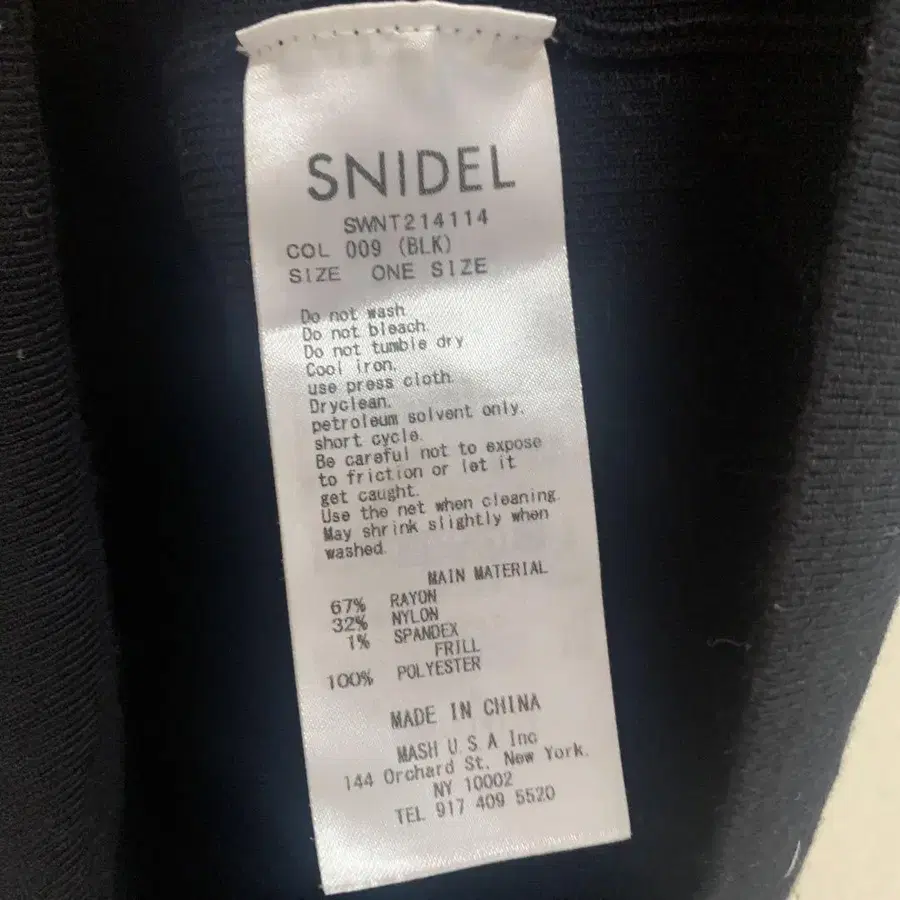 SNIDEL
SWNT214114
COL 009 (BLK)
SIZE ONE SIZE
Do not wash.
Do not bleach.
Do not tumble dry
Cool iron.
use press cloth.
Dryclean.
petroleum solvent only.
short cycle.
Be careful not to expose
to friction or let it
get caught.
Use the net when cleaning.
May shrink slightly when
washed.
MAIN MATERIAL
67% RAYON
32% NYLON
1% SPANDEX
FRILL
100% POLYESTER
MADE IN CHINA
MASH U.S.A Inc
144 Orchard St. New York.
NY 10002
TEL 917 409 5520